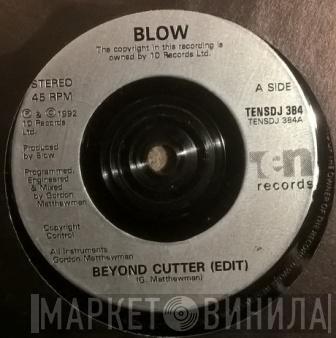 BLOW
The copyright in this recording is
owned by 10 Records Ltd.
STEREO
45 RPM
A SIDE
TENSDJ 384
TENSDJ 384A
℗ & ©1992
10 Records
Ltd.
Produced
by Blow
Programmed,
Engineered
& Mixed
by Gordon
Matthewman
ten
records
Copyright
Control
All Instruments
Gordon Matthewman
BEYOND CUTTER (EDIT)
(G. Matthewman)
МАРКЕТ ВИНИЛА